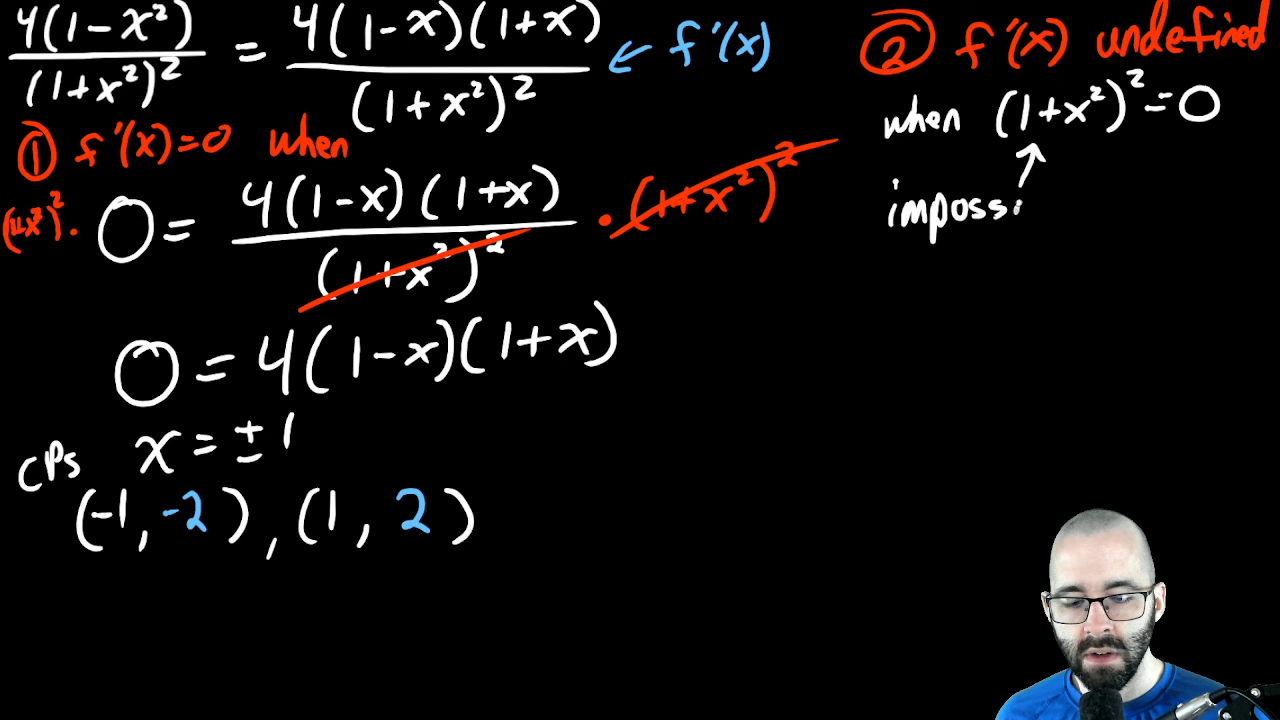 4(1-x²)/(1+x²)² = 4(1-x)(1+x)/(1+x²)² ← f'(x)
① f'(x)=0 when
(1+x²)² · 0 = 4(1-x)(1+x)/(1+x²)² · (1+x²)²
0 = 4(1-x)(1+x)
x = ±1
CPs
(-1, -2), (1, 2)
② f'(x) undefined
when (1+x²)² = 0
imposs